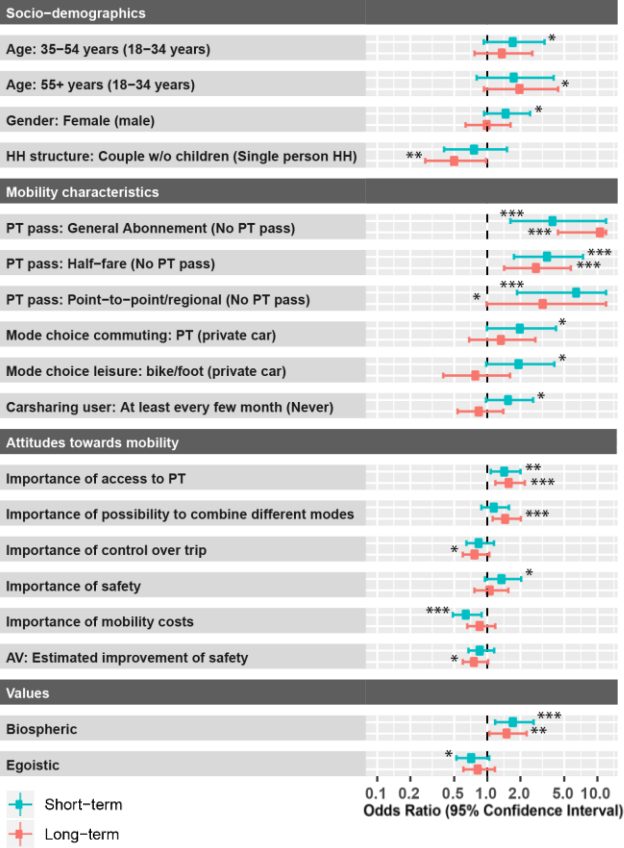 Socio−demographics
Age: 35−54 years (18−34 years)
*
Age: 55+ years (18−34 years)
*
Gender: Female (male)
*
HH structure: Couple w/o children (Single person HH)
**
Mobility characteristics
PT pass: General Abonnement (No PT pass)
***
***
PT pass: Half−fare (No PT pass)
***
***
PT pass: Point−to−point/regional (No PT pass)
***
*
Mode choice commuting: PT (private car)
*
Mode choice leisure: bike/foot (private car)
*
Carsharing user: At least every few month (Never)
*
Attitudes towards mobility
Importance of access to PT
**
***
Importance of possibility to combine different modes
***
Importance of control over trip
*
Importance of safety
*
Importance of mobility costs
***
AV: Estimated improvement of safety
*
Values
Biospheric
***
**
Egoistic
*
0.1 0.2 0.5 1.0 2.0 5.0 10.0
Odds Ratio (95% Confidence Interval)
Short−term
Long−term